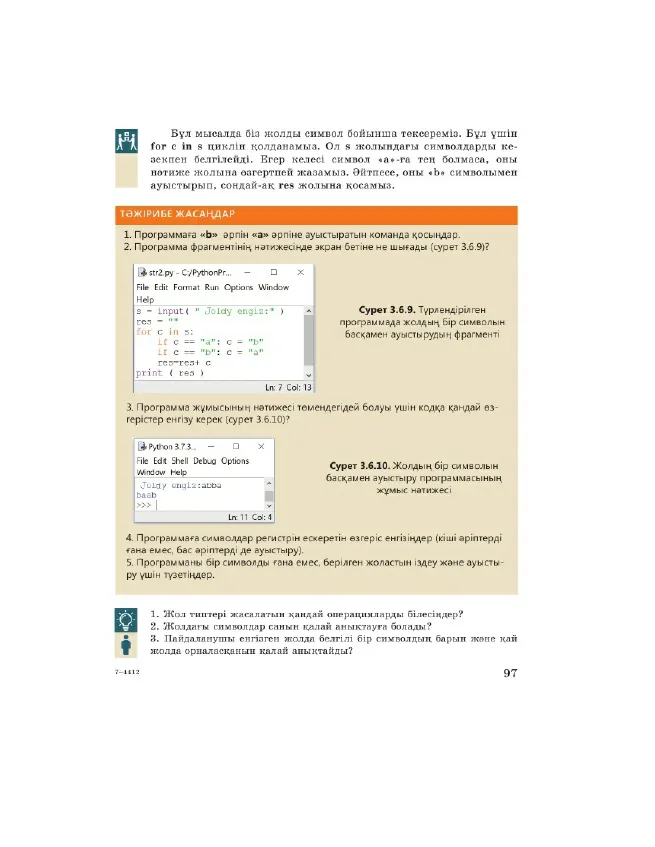 Бұл мысалда біз жолды символ бойынша тексереміз. Бұл үшін
for c in s циклін қолданамыз. Ол s жолындағы символдарды ке-
зекпен белгілейді. Егер келесі символ «a»-ға тең болмаса, оны
нәтиже жолына өзгертпей жазамыз. Әйтпесе, оны «b» символымен
ауыстырып, сондай-ақ res жолына қосамыз.
ТӘЖІРИБЕ ЖАСАҢДАР
1. Программаға «b» әрпін «a» әрпіне ауыстыратын команда қосыңдар.
2. Программа фрагментінің нәтижесінде экран бетіне не шығады (сурет 3.6.9)?
str2.py - C:/PythonPr...
File Edit Format Run Options Window
Help
s = input( " Joldy engiz:" )
res = ""
for c in s:
if c == "a": c = "b"
if c == "b": c = "a"
res=res+ c
print ( res )
Ln: 7 Col: 13
Сурет 3.6.9. Түрлендірілген
программада жолдың бір символын
басқамен ауыстырудың фрагменті
3. Программа жұмысының нәтижесі төмендегідей болуы үшін кодқа қандай өз-
герістер енгізу керек (сурет 3.6.10)?
Python 3.7.3...
File Edit Shell Debug Options
Window Help
Joldy engiz:abba
baab
>>>
Ln: 11 Col: 4
Сурет 3.6.10. Жолдың бір символын
басқамен ауыстыру программасының
жұмыс нәтижесі
4. Программаға символдар регистрін ескеретін өзгеріс енгізіңдер (кіші әріптерді
ғана емес, бас әріптерді де ауыстыру).
5. Программаны бір символды ғана емес, берілген жоластын іздеу және ауысты-
ру үшін түзетіңдер.
1. Жол типтері жасалатын қандай операцияларды білесіңдер?
2. Жолдағы символдар санын қалай анықтауға болады?
3. Пайдаланушы енгізген жолда белгілі бір символдың барын және қай
жолда орналасқанын қалай анықтайды?
7–4412
97